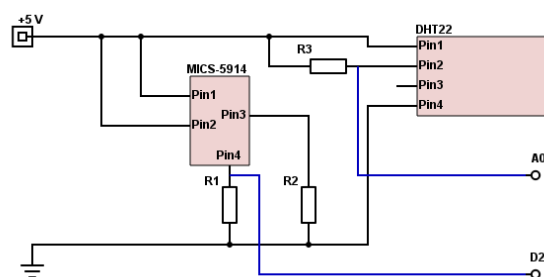 +5 V
DHT22
Pin1
R3
Pin2
MICS-5914
Pin3
Pin1
Pin4
Pin3
Pin2
Pin4
A0
R1
R2
D2